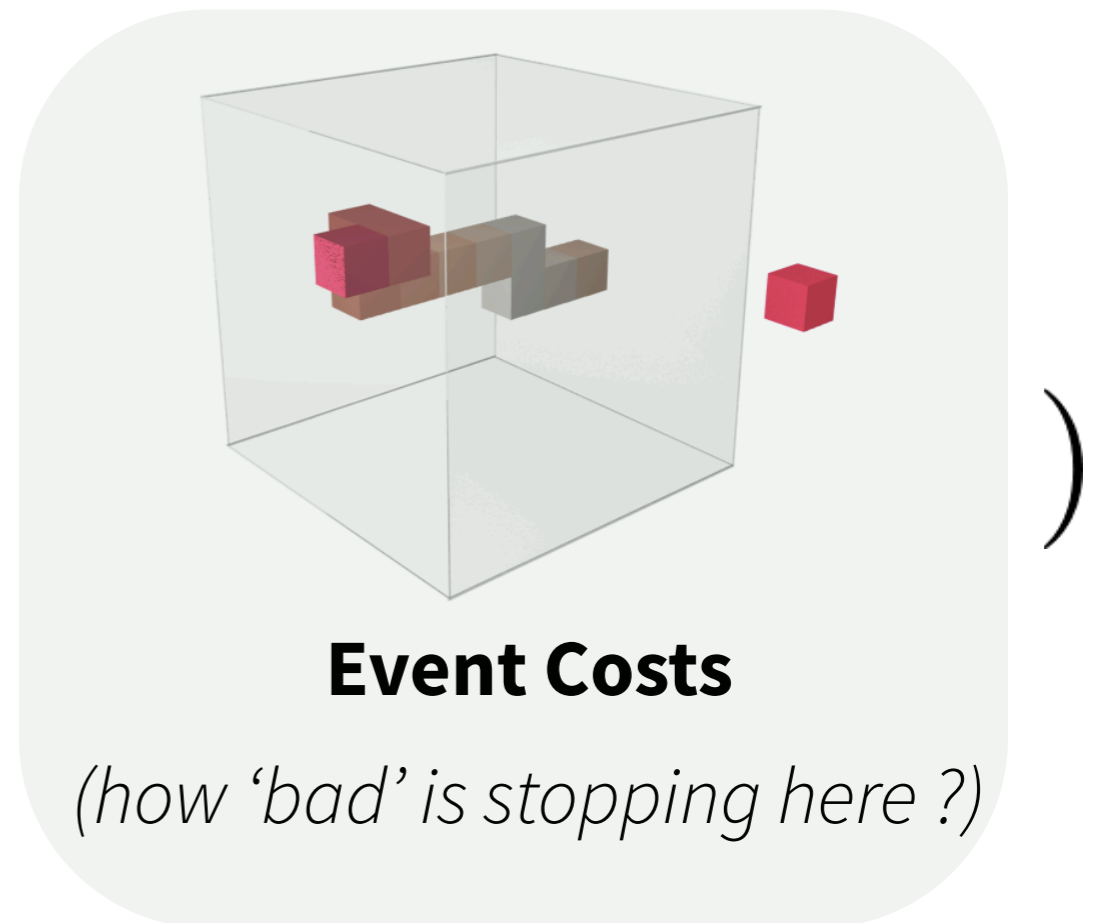 )
Event Costs
(how ‘bad’ is stopping here ?)